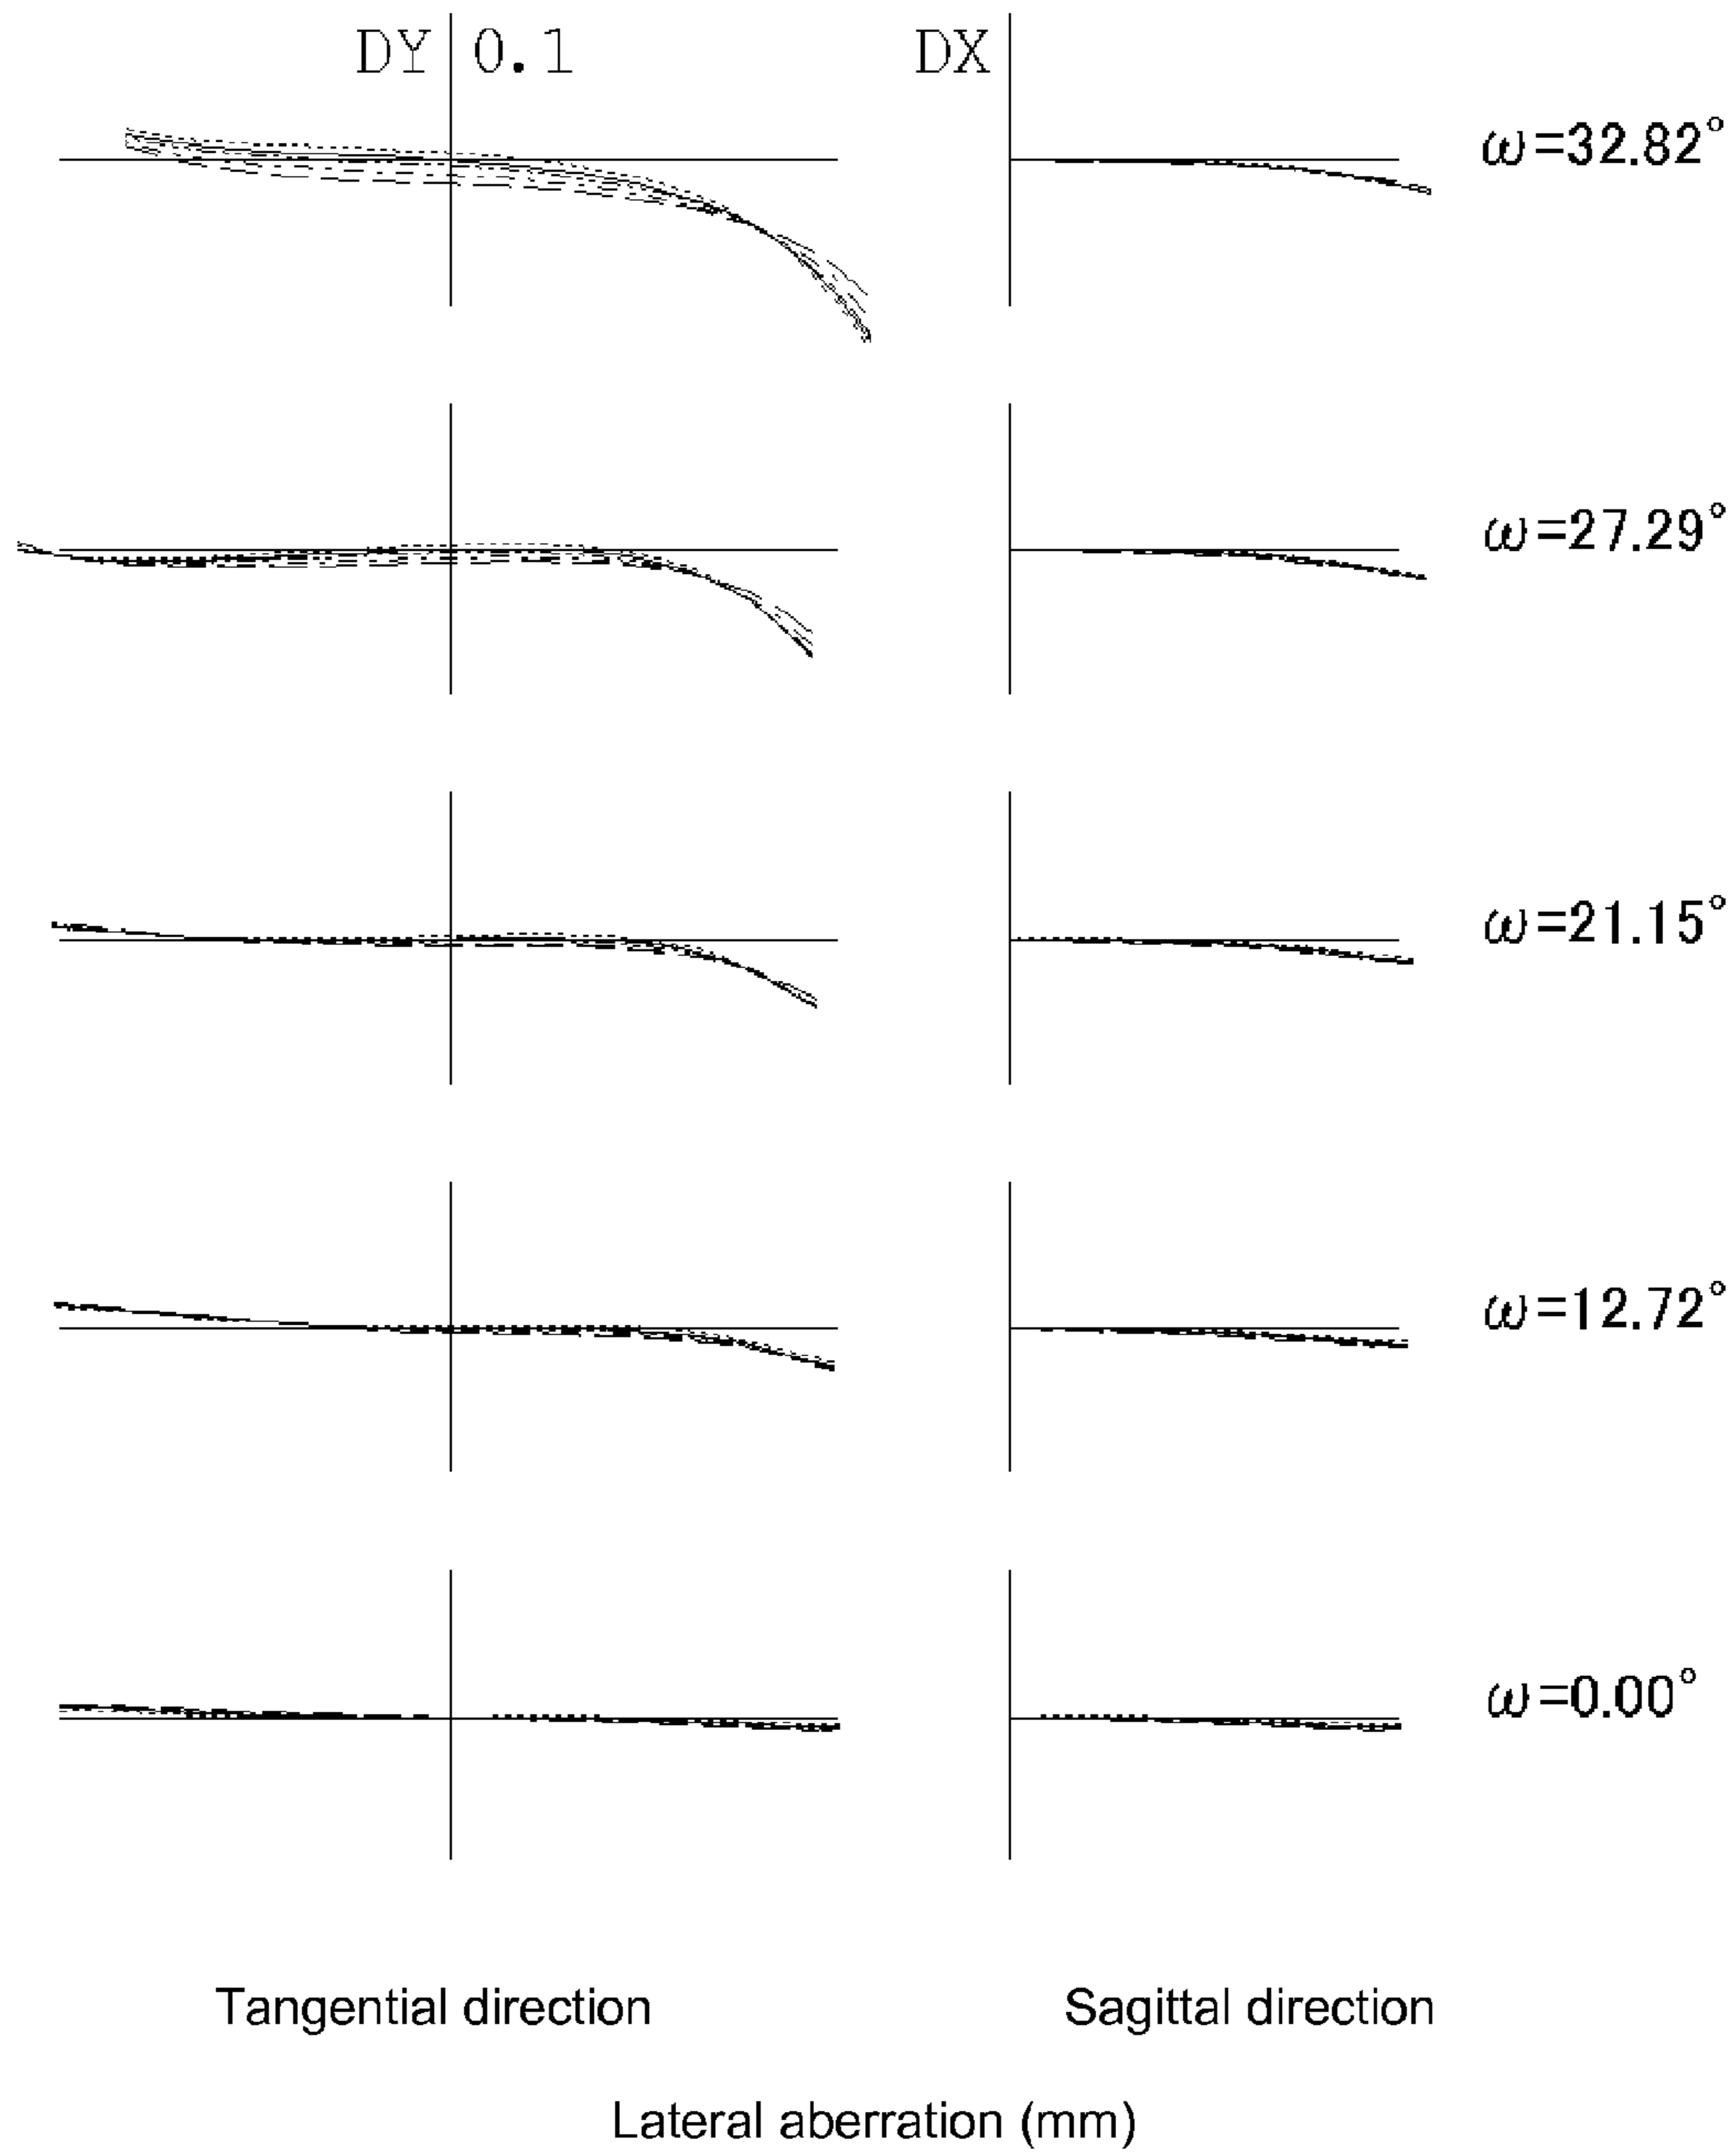 DY 0.1 DX
ω=32.82°
ω=27.29°
ω=21.15°
ω=12.72°
ω=0.00°
Tangential direction Sagittal direction
Lateral aberration (mm)